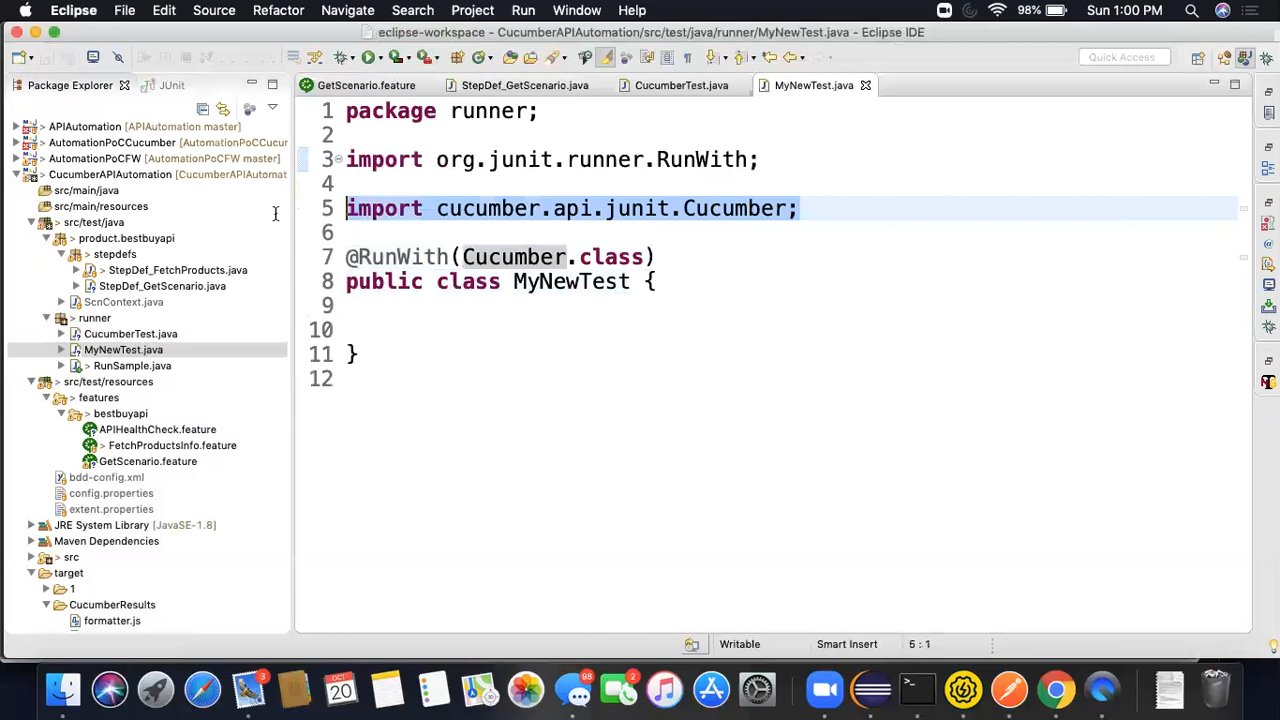 Eclipse File Edit Source Refactor Navigate Search Project Run Window Help 98% Sun 1:00 PM
eclipse-workspace - CucumberAPIAutomation/src/test/java/runner/MyNewTest.java - Eclipse IDE
Quick Access
Package Explorer JUnit
GetScenario.feature StepDef_GetScenario.java CucumberTest.java MyNewTest.java
> APIAutomation [APIAutomation master]
> AutomationPoCCucumber [AutomationPoCCucur
> AutomationPoCFW [AutomationPoCFW master]
> CucumberAPIAutomation [CucumberAPIAutomat
src/main/java
src/main/resources
> src/test/java
> product.bestbuyapi
> stepdefs
> StepDef_FetchProducts.java
StepDef_GetScenario.java
ScnContext.java
> runner
CucumberTest.java
MyNewTest.java
> RunSample.java
> src/test/resources
> features
> bestbuyapi
APIHealthCheck.feature
> FetchProductsInfo.feature
GetScenario.feature
bdd-config.xml
config.properties
extent.properties
JRE System Library [JavaSE-1.8]
Maven Dependencies
> src
target
1
CucumberResults
formatter.js
1 package runner;
2
3 import org.junit.runner.RunWith;
4
5 import cucumber.api.junit.Cucumber;
6
7 @RunWith(Cucumber.class)
8 public class MyNewTest {
9
10
11 }
12
Writable Smart Insert 5 : 1
3 OCT 20 98 2